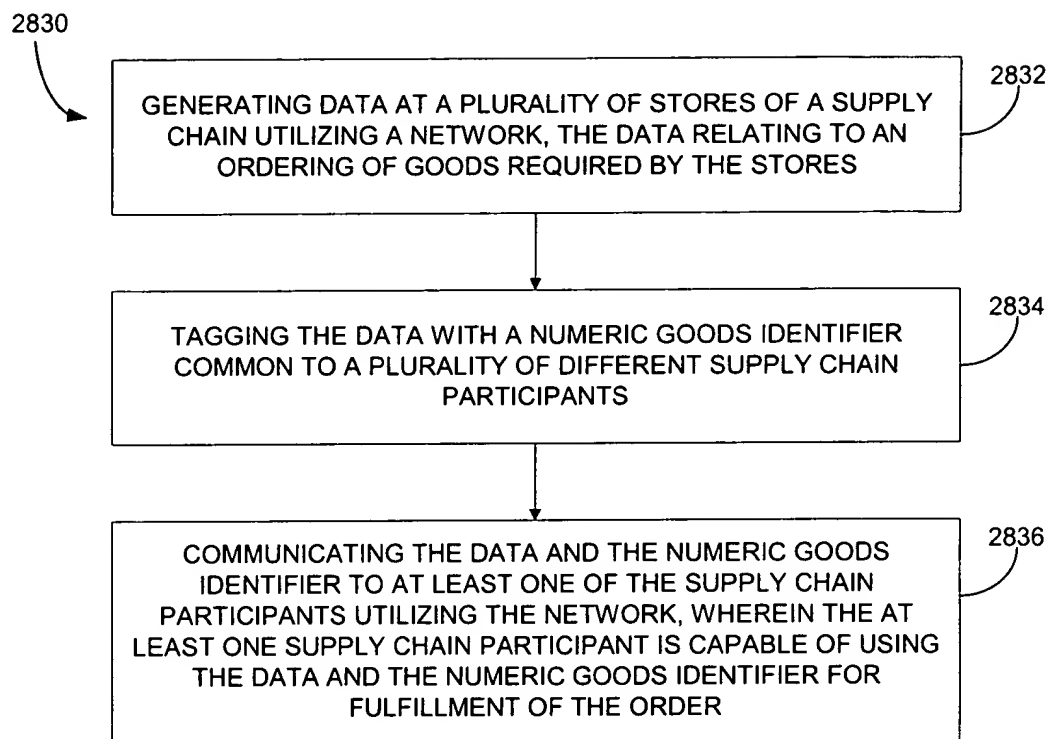 2830
2832
GENERATING DATA AT A PLURALITY OF STORES OF A SUPPLY
CHAIN UTILIZING A NETWORK, THE DATA RELATING TO AN
ORDERING OF GOODS REQUIRED BY THE STORES
2834
TAGGING THE DATA WITH A NUMERIC GOODS IDENTIFIER
COMMON TO A PLURALITY OF DIFFERENT SUPPLY CHAIN
PARTICIPANTS
2836
COMMUNICATING THE DATA AND THE NUMERIC GOODS
IDENTIFIER TO AT LEAST ONE OF THE SUPPLY CHAIN
PARTICIPANTS UTILIZING THE NETWORK, WHEREIN THE AT
LEAST ONE SUPPLY CHAIN PARTICIPANT IS CAPABLE OF USING
THE DATA AND THE NUMERIC GOODS IDENTIFIER FOR
FULFILLMENT OF THE ORDER